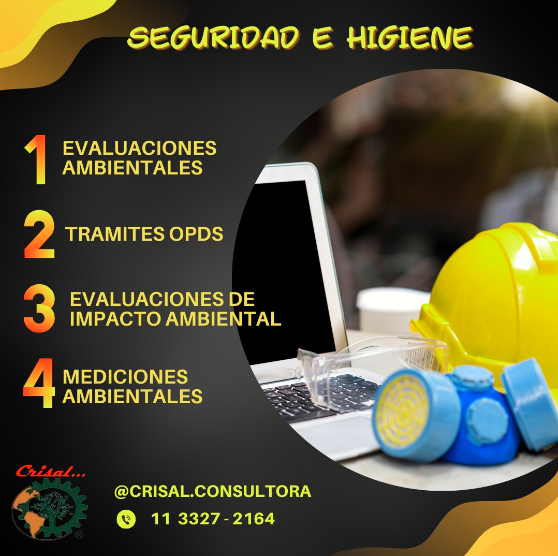 SEGURIDAD E HIGIENE
1 EVALUACIONES
AMBIENTALES
2 TRAMITES OPDS
3 EVALUACIONES DE
IMPACTO AMBIENTAL
4 MEDICIONES
AMBIENTALES
Crisal...
®
@CRISAL.CONSULTORA
11 3327-2164